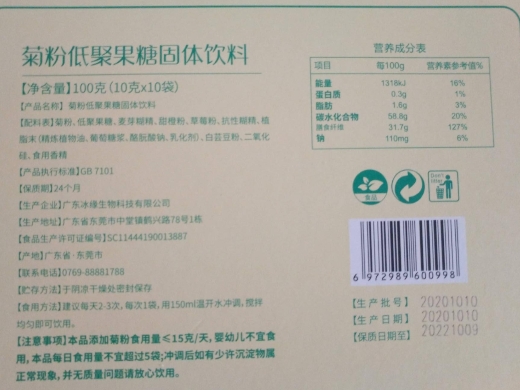 菊粉低聚果糖固体饮料
【净含量】100克(10克x10袋)
【产品名称】 菊粉低聚果糖固体饮料
【配料表】菊粉、低聚果糖、麦芽糊精、甜橙粉、草莓粉、抗性糊精、植
脂末(精炼植物油、葡萄糖浆、酪朊酸钠、乳化剂)、白芸豆粉、二氧化
硅、食用香精
【产品执行标准】GB 7101
【保质期】24个月
【生产企业】广东冰缘生物科技有限公司
【生产地址】广东省东莞市中堂镇鹤兴路78号1栋
【食品生产许可证编号】SC11444190013887
【产地】广东省·东莞市
【联系电话】0769-88881788
【贮存方法】于阴凉干燥处密封保存
【食用方法】建议每天2-3次，每次1袋，用150ml温开水冲调，搅拌
均匀即可饮用。
【注意事项】本品添加菊粉食用量≤15克/天，婴幼儿不宜食
用，本品每日食用量不宜超过5袋;冲调后如有少许沉淀物属
正常现象，并无质量问题请放心饮用。
营养成分表
项目 每100g 营养素参考值%
能量 1318kJ 16%
蛋白质 0.3g 1%
脂肪 1.6g 3%
碳水化合物 58.8g 20%
膳食纤维 31.7g 127%
钠 110mg 6%
食品
6 972989 600998
【生产批号】 20201010
【生产日期】 20201010
【保质日期至】 20221009